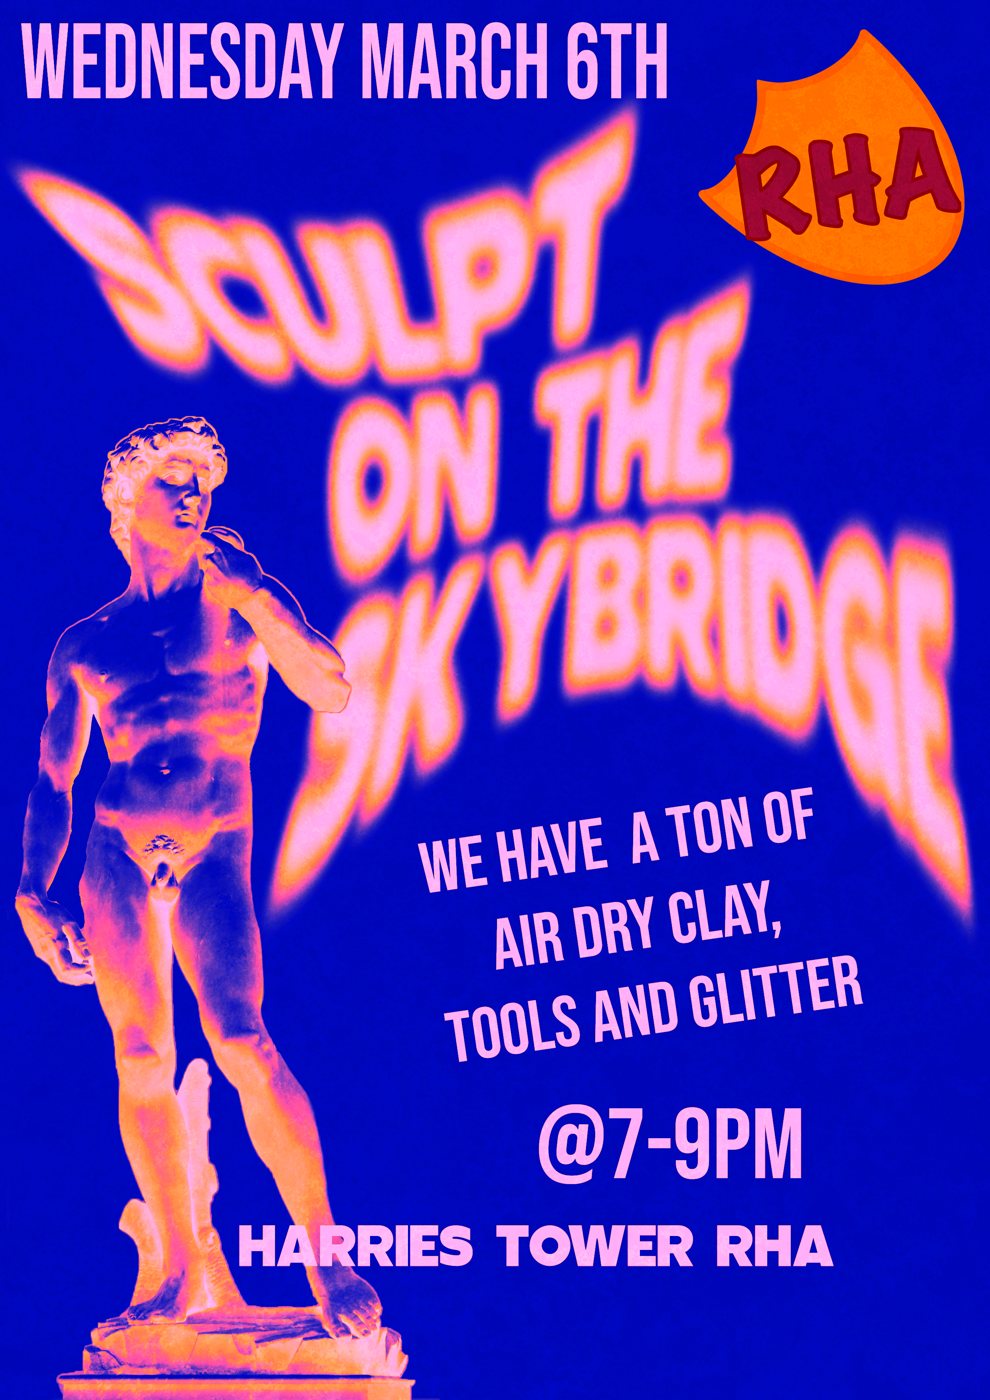 WEDNESDAY MARCH 6TH
RHA
SCULPT
ON THE
SKYBRIDGE
WE HAVE A TON OF
AIR DRY CLAY,
TOOLS AND GLITTER
@7-9PM
HARRIES TOWER RHA